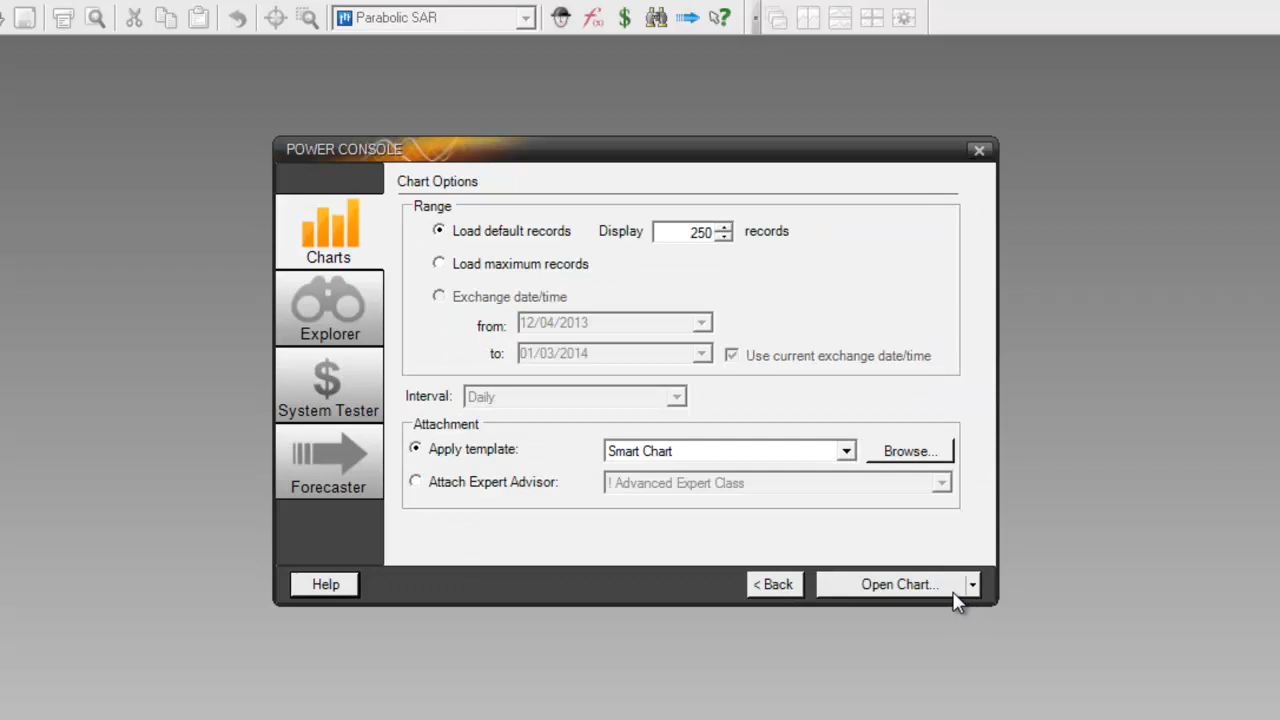 Parabolic SAR
POWER CONSOLE
Chart Options
Range
Load default records Display 250 records
Load maximum records
Exchange date/time
from: 12/04/2013
to: 01/03/2014 Use current exchange date/time
Interval: Daily
Attachment
Apply template: Smart Chart Browse...
Attach Expert Advisor: ! Advanced Expert Class
Charts
Explorer
$
System Tester
Forecaster
Help < Back Open Chart...